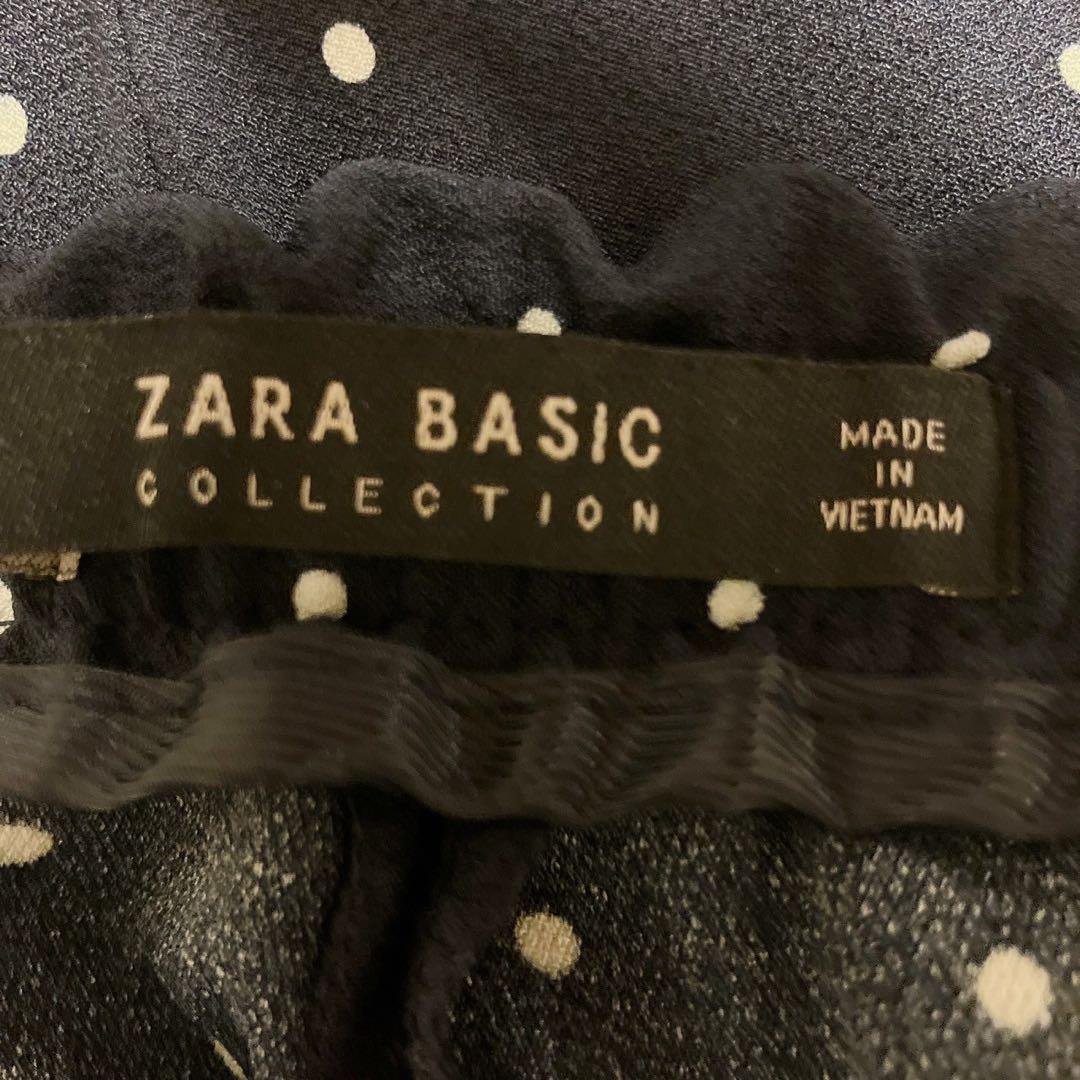 ZARA BASIC
COLLECTION
MADE
IN
VIETNAM